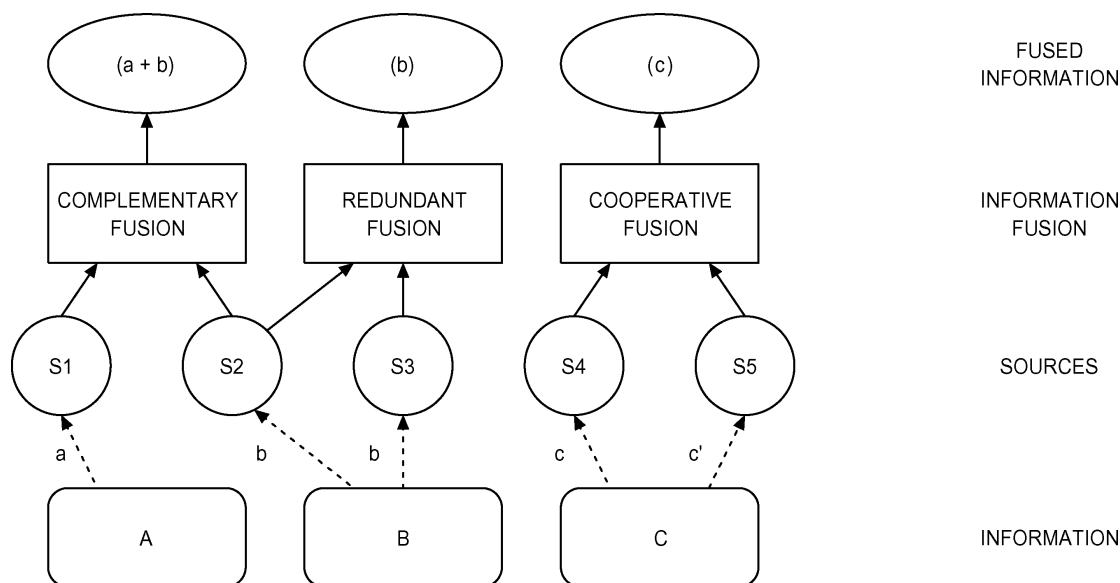 (a + b)
(b)
(c)
FUSED
INFORMATION
COMPLEMENTARY
FUSION
REDUNDANT
FUSION
COOPERATIVE
FUSION
INFORMATION
FUSION
S1
S2
S3
S4
S5
SOURCES
a
b
b
c
c'
A
B
C
INFORMATION